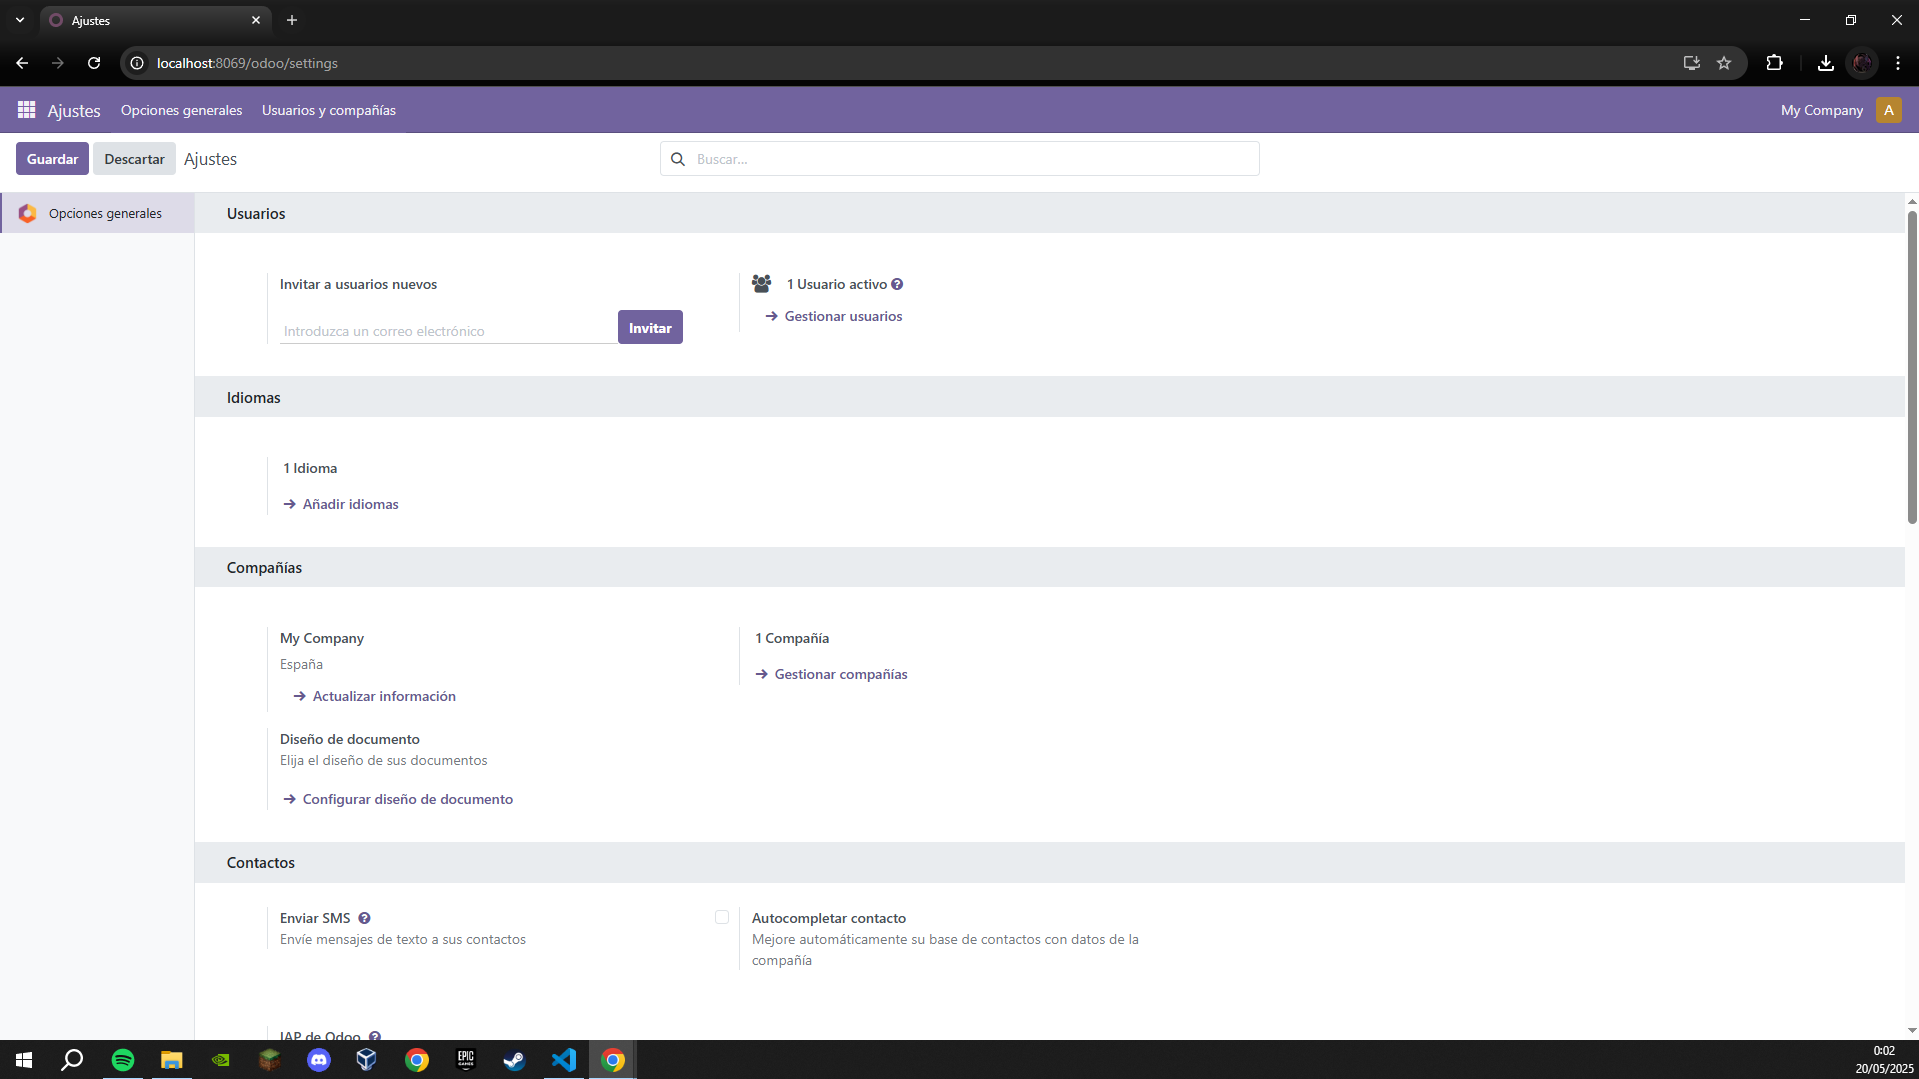 Ajustes
localhost:8069/odoo/settings
Ajustes Opciones generales Usuarios y compañías My Company A
Guardar Descartar Ajustes Buscar...
Opciones generales
Usuarios
Invitar a usuarios nuevos
Introduzca un correo electrónico Invitar
1 Usuario activo ?
Gestionar usuarios
Idiomas
1 Idioma
Añadir idiomas
Compañías
My Company
España
Actualizar información
1 Compañía
Gestionar compañías
Diseño de documento
Elija el diseño de sus documentos
Configurar diseño de documento
Contactos
Enviar SMS ?
Envíe mensajes de texto a sus contactos
Autocompletar contacto
Mejore automáticamente su base de contactos con datos de la
compañía
IAP de Odoo ?
EPIC
GAMES
0:02
20/05/2025